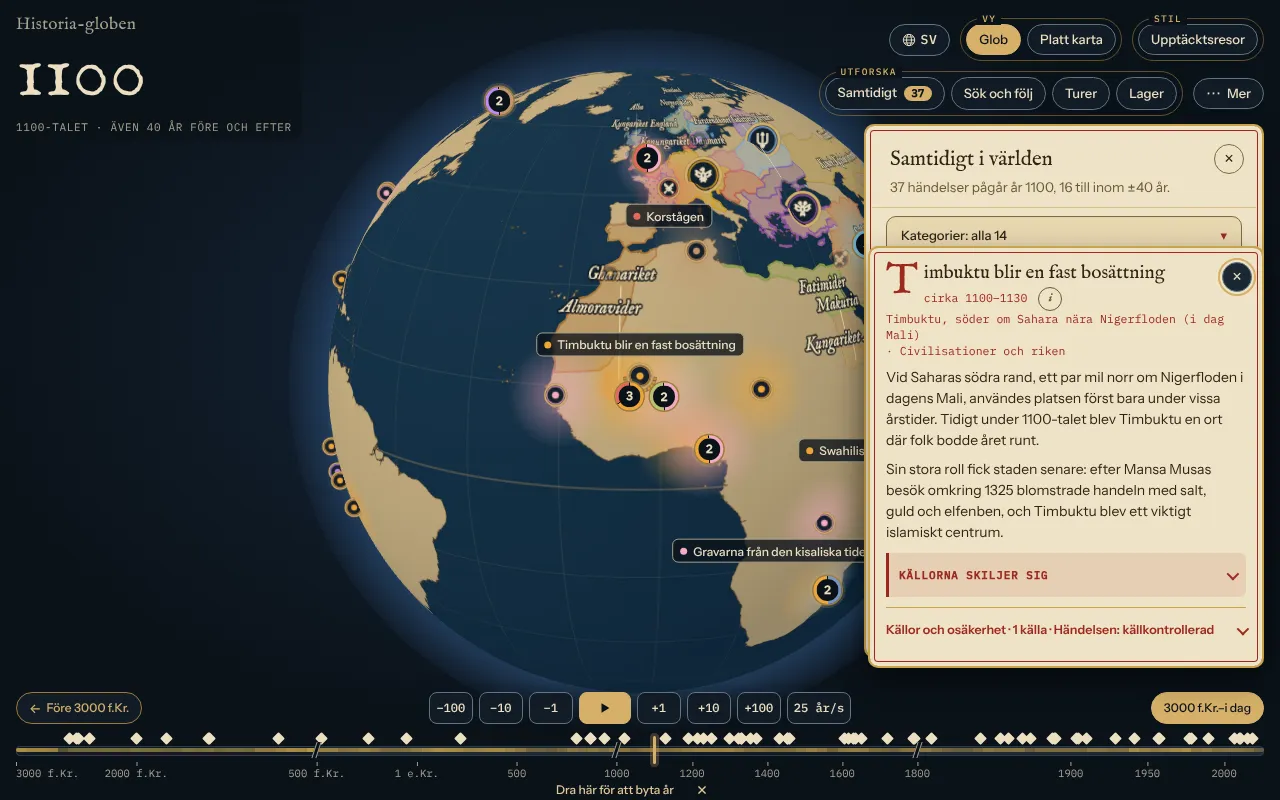 Historia-globen
1100
1100-TALET · ÄVEN 40 ÅR FÖRE OCH EFTER
VY
STIL
SV
Glob
Platt karta
Upptäcktsresor
UTFORSKA
Samtidigt 37
Sök och följ
Turer
Lager
··· Mer
2
Kungariket England
2
Korstågen
Ghanariket
Almoravider
Fatimider
Makuria
Kungariket
Timbuktu blir en fast bosättning
3
2
2
Swahilis
Gravarna från den kisaliska tide
2
Samtidigt i världen
37 händelser pågår år 1100, 16 till inom ±40 år.
Kategorier: alla 14
Timbuktu blir en fast bosättning
cirka 1100–1130 i
Timbuktu, söder om Sahara nära Nigerfloden (i dag
Mali)
· Civilisationer och riken
Vid Saharas södra rand, ett par mil norr om Nigerfloden i
dagens Mali, användes platsen först bara under vissa
årstider. Tidigt under 1100-talet blev Timbuktu en ort
där folk bodde året runt.
Sin stora roll fick staden senare: efter Mansa Musas
besök omkring 1325 blomstrade handeln med salt,
guld och elfenben, och Timbuktu blev ett viktigt
islamiskt centrum.
KÄLLORNA SKILJER SIG
Källor och osäkerhet · 1 källa · Händelsen: källkontrollerad
← Före 3000 f.Kr.
−100
−10
−1
+1
+10
+100
25 år/s
3000 f.Kr.–i dag
3000 f.Kr.
2000 f.Kr.
500 f.Kr.
1 e.Kr.
500
1000
1200
1400
1600
1800
1900
1950
2000
Dra här för att byta år ×